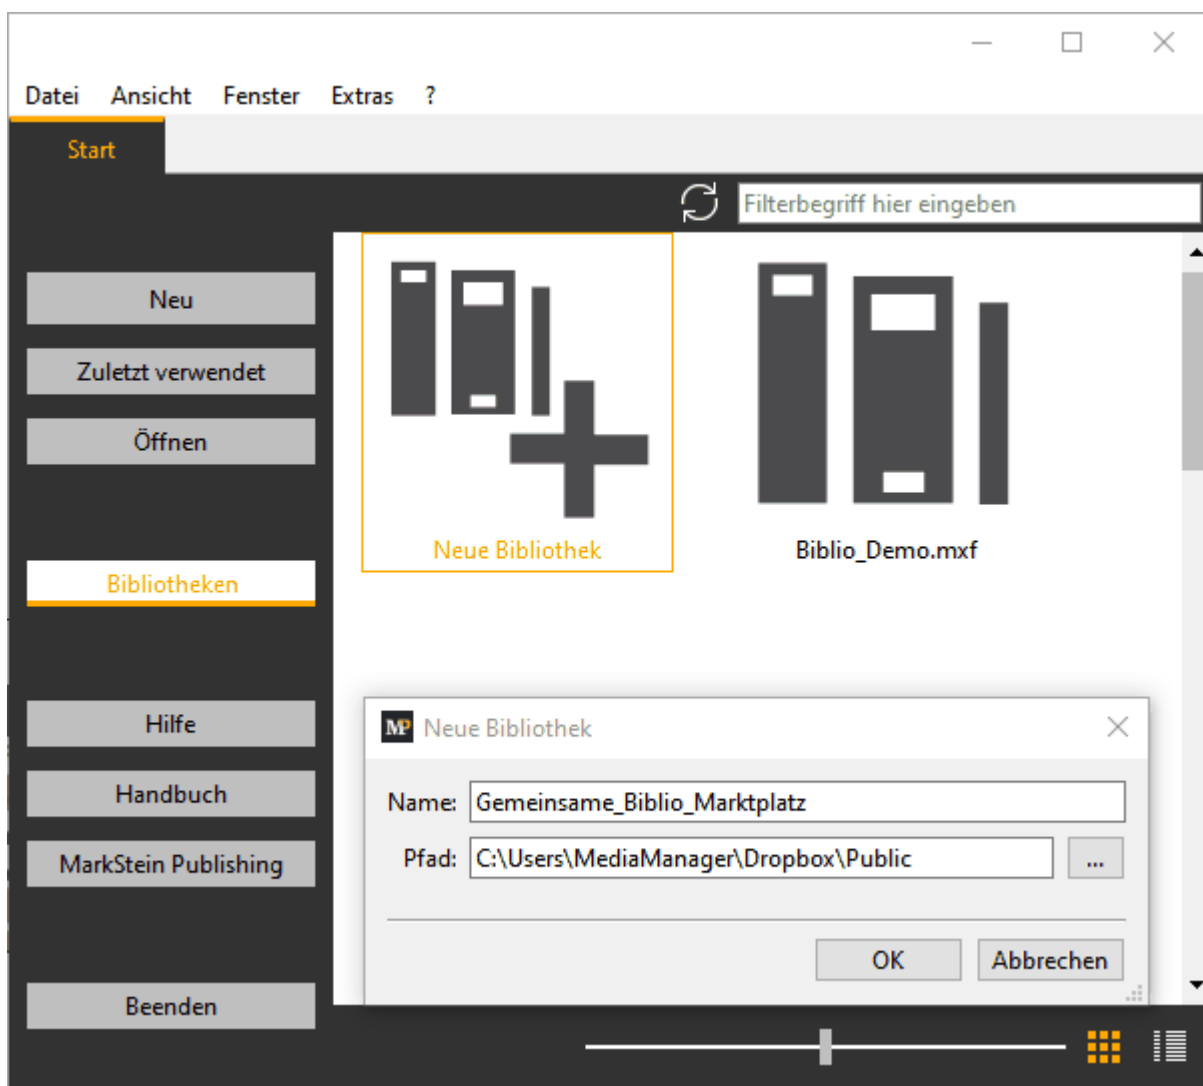 Datei Ansicht Fenster Extras ?
Start
Filterbegriff hier eingeben
Neu
Zuletzt verwendet
Öffnen
Bibliotheken
Hilfe
Handbuch
MarkStein Publishing
Beenden
Neue Bibliothek
Biblio_Demo.mxf
MP Neue Bibliothek
Name: Gemeinsame_Biblio_Marktplatz
Pfad: C:\Users\MediaManager\Dropbox\Public ...
OK Abbrechen